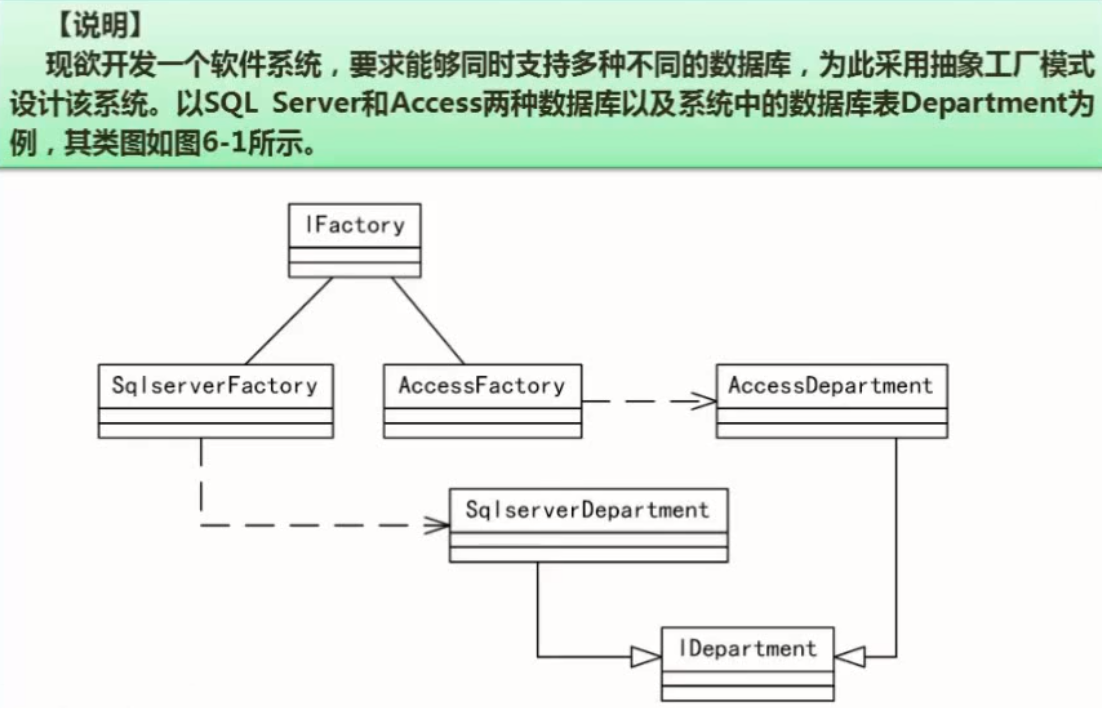 【说明】
现欲开发一个软件系统，要求能够同时支持多种不同的数据库，为此采用抽象工厂模式
设计该系统。以SQL Server和Access两种数据库以及系统中的数据库表Department为
例，其类图如图6-1所示。
IFactory
SqlserverFactory
AccessFactory
AccessDepartment
SqlserverDepartment
IDepartment